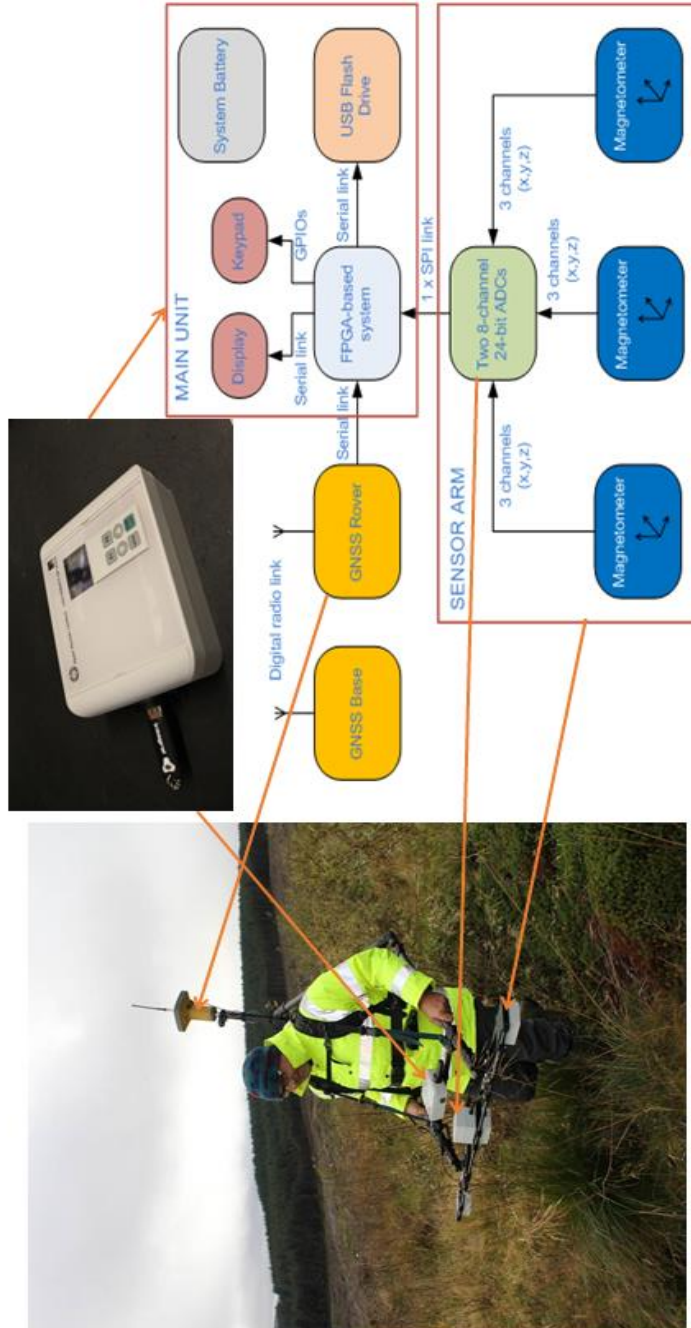 MAIN UNIT
Display
Keypad
System Battery
Serial link
GPIOs
Digital radio link
GNSS Base
GNSS Rover
Serial link
FPGA-based
system
Serial link
USB Flash
Drive
1 x SPI link
SENSOR ARM
Two 8-channel
24-bit ADCs
3 channels
(x,y,z)
3 channels
(x,y,z)
3 channels
(x,y,z)
Magnetometer
Magnetometer
Magnetometer